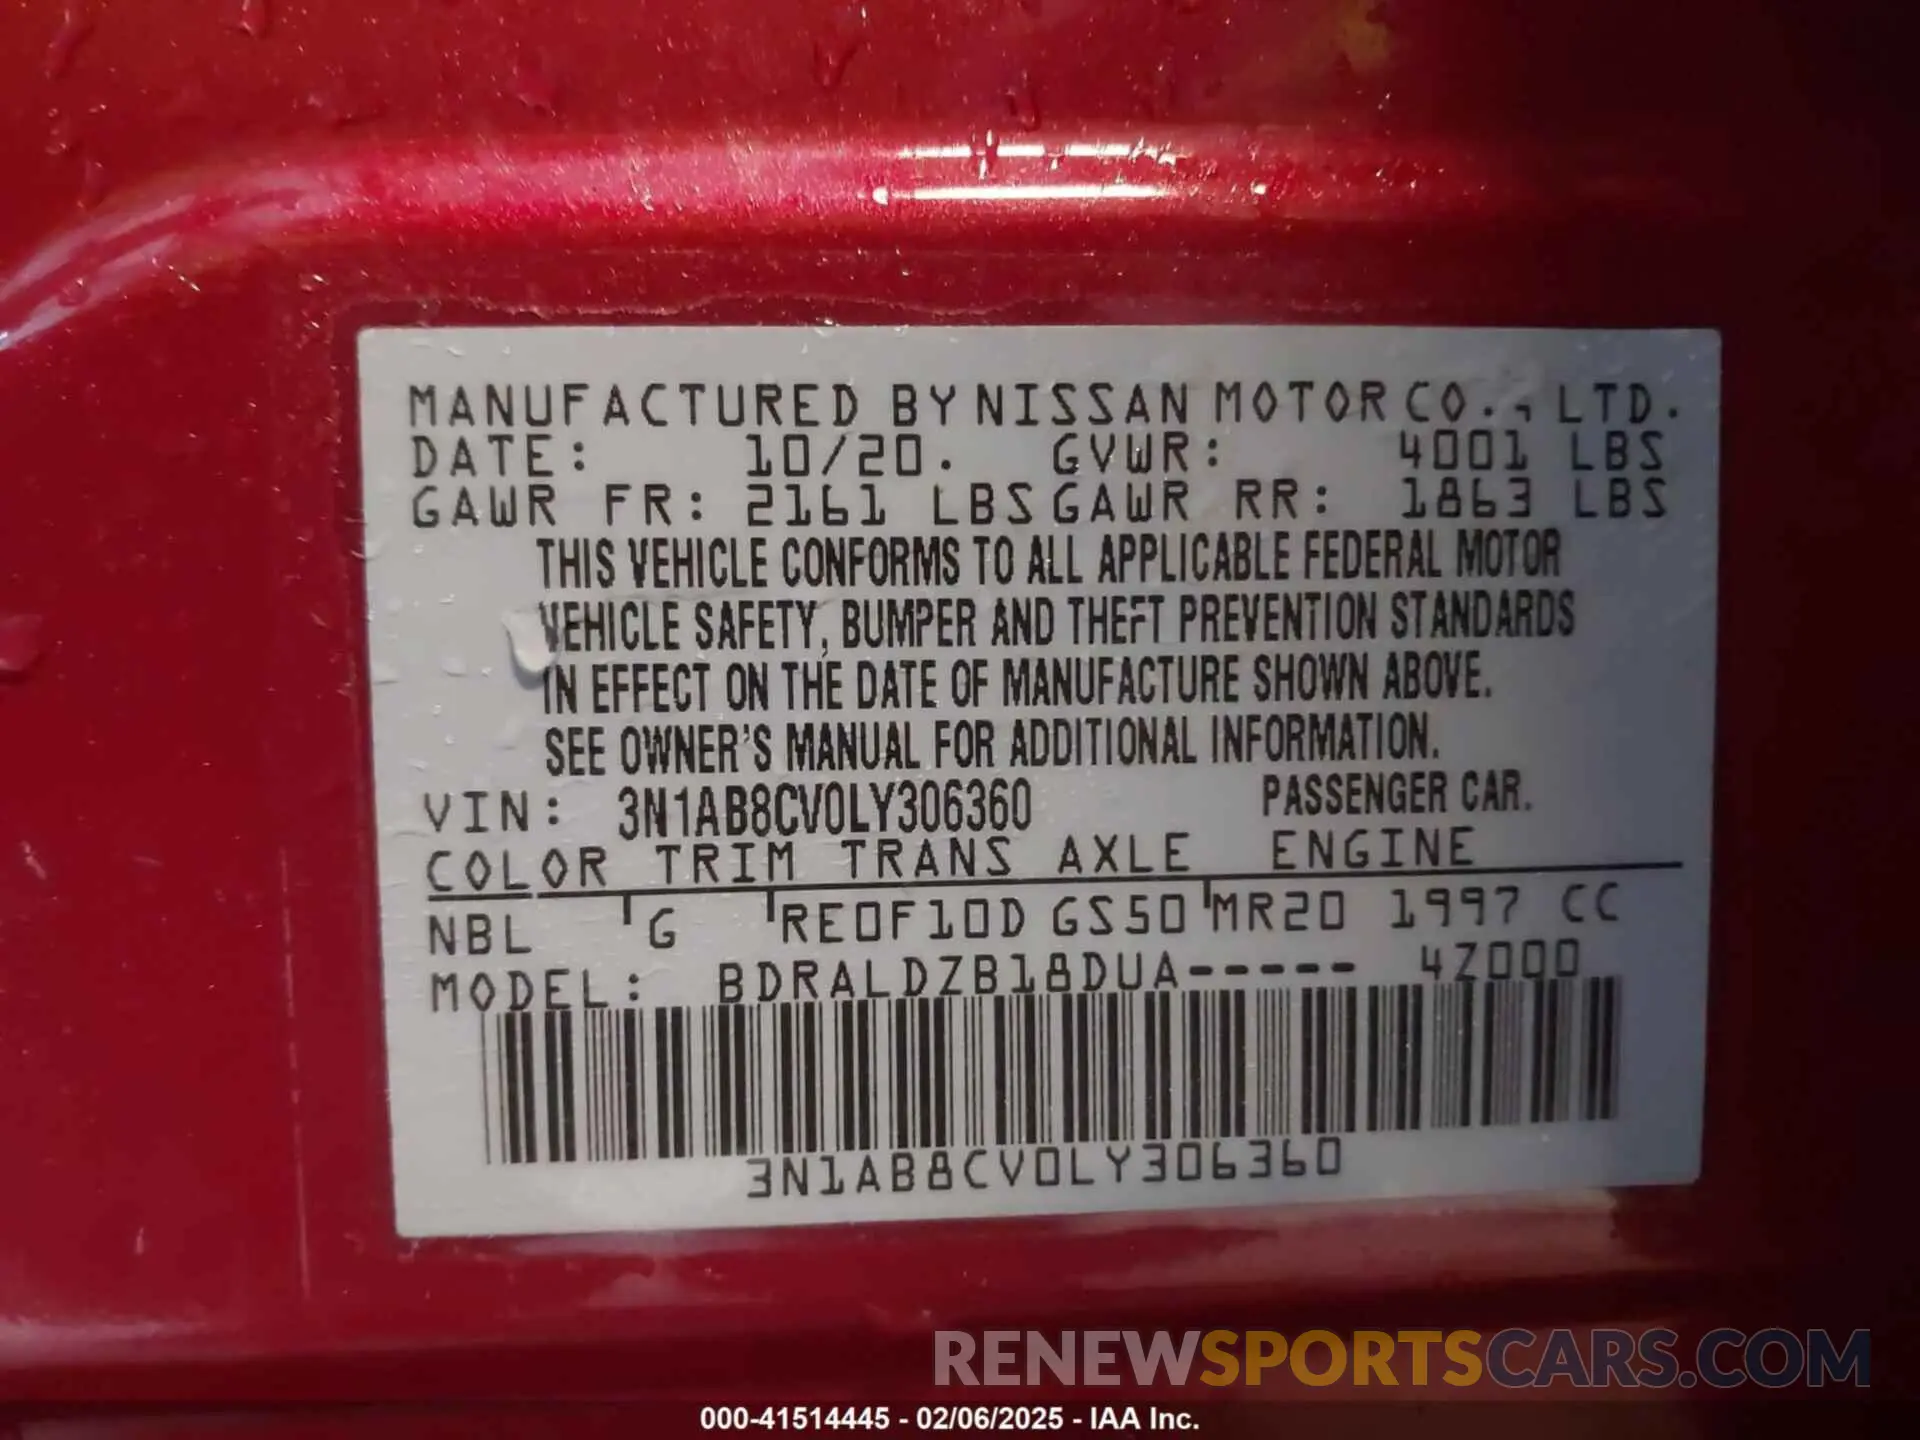 MANUFACTURED BY NISSAN MOTOR CO., LTD.
DATE: 10/20. GVWR: 4001 LBS
GAWR FR: 2161 LBS GAWR RR: 1863 LBS
THIS VEHICLE CONFORMS TO ALL APPLICABLE FEDERAL MOTOR
VEHICLE SAFETY, BUMPER AND THEFT PREVENTION STANDARDS
IN EFFECT ON THE DATE OF MANUFACTURE SHOWN ABOVE.
SEE OWNER'S MANUAL FOR ADDITIONAL INFORMATION.
VIN: 3N1AB8CV0LY306360 PASSENGER CAR.
COLOR TRIM TRANS AXLE ENGINE
NBL G RE0F10D GS50 MR20 1997 CC
MODEL: BDRALDZB18DUA----- 4Z000
3N1AB8CV0LY306360
RENEWSPORTSCARS.COM
000-41514445 - 02/06/2025 - IAA Inc.